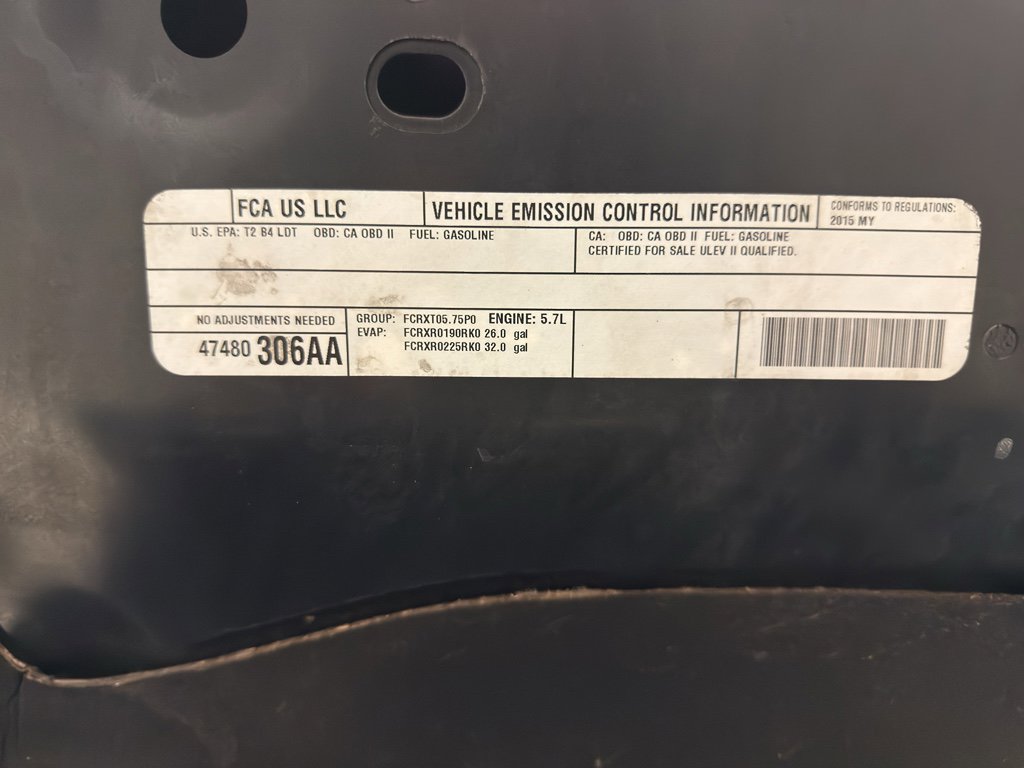 FCA US LLC
VEHICLE EMISSION CONTROL INFORMATION
CONFORMS TO REGULATIONS:
2015 MY
U.S. EPA: T2 B4 LDT OBD: CA OBD II FUEL: GASOLINE
CA: OBD: CA OBD II FUEL: GASOLINE
CERTIFIED FOR SALE ULEV II QUALIFIED.
NO ADJUSTMENTS NEEDED
47480 306AA
GROUP: FCRXT05.75P0 ENGINE: 5.7L
EVAP: FCRXR0190RK0 26.0 gal
FCRXR0225RK0 32.0 gal